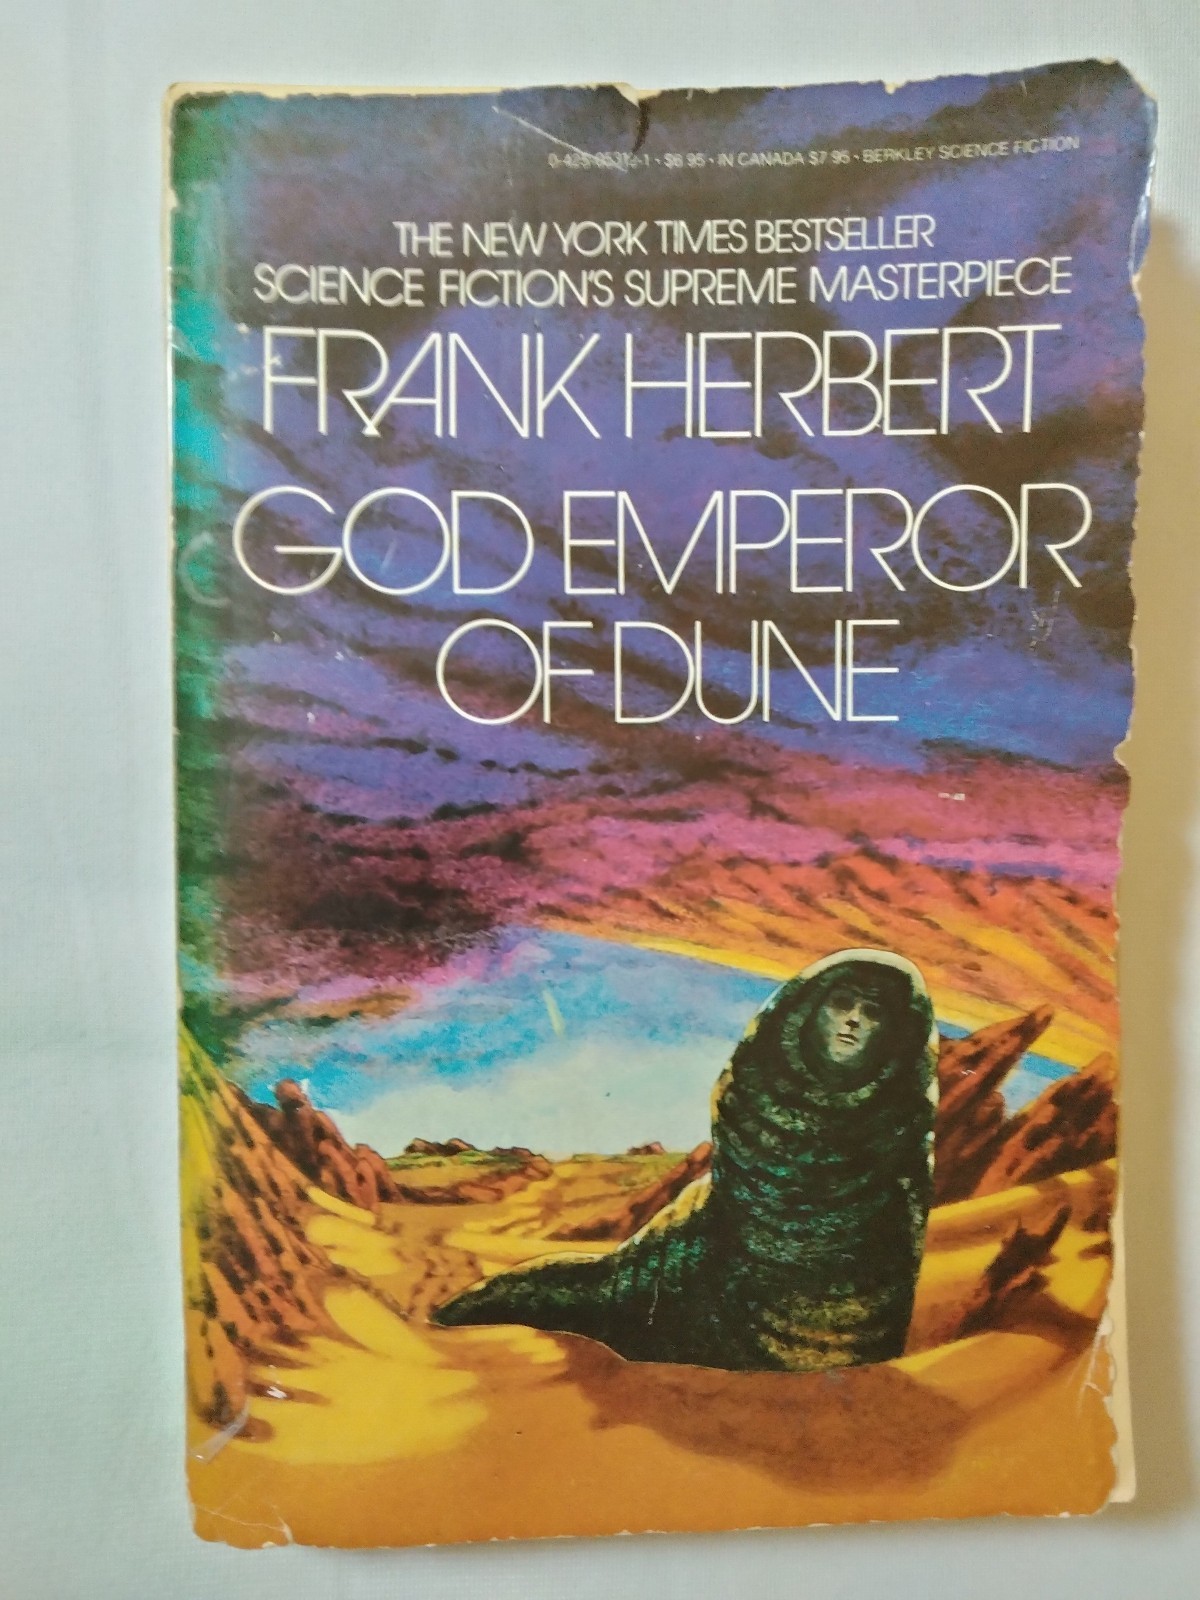 $6.95 • IN CANADA $7.95 • BERKLEY SCIENCE FICTION
THE NEW YORK TIMES BESTSELLER
SCIENCE FICTION'S SUPREME MASTERPIECE
FRANK HERBERT
GOD EMPEROR
OF DUNE